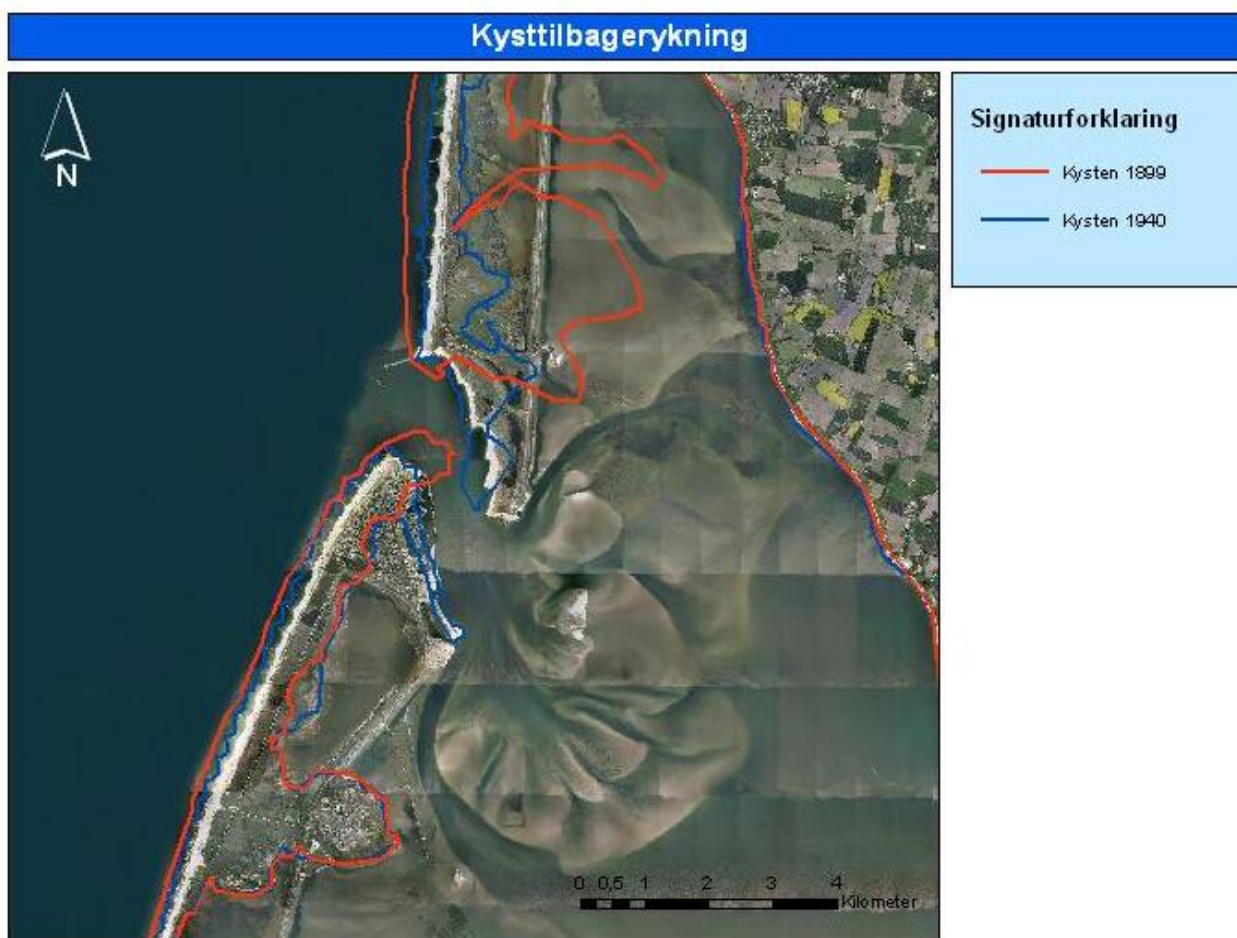 Kysttilbagerykning
N
Signaturforklaring
Kysten 1899
Kysten 1940
0 0,5 1 2 3 4
Kilometer